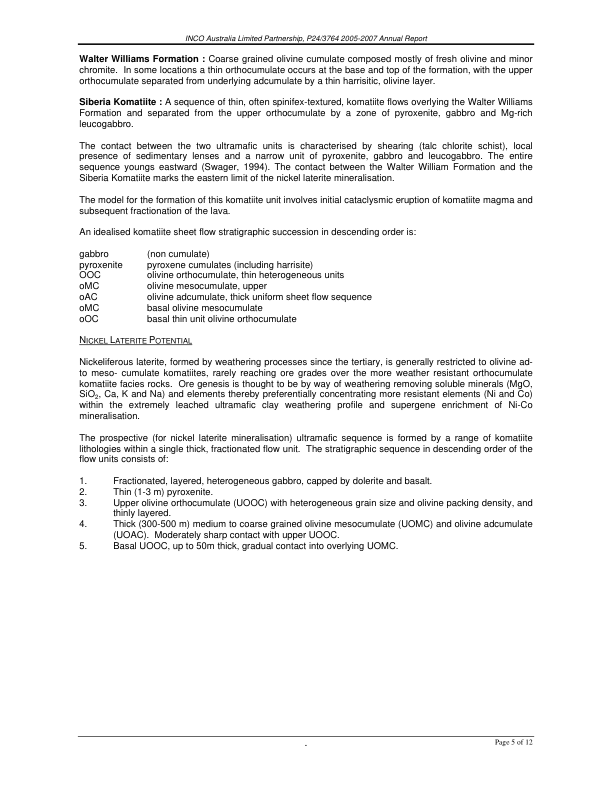 INCO Australia Limited Partnership, P24/3764 2005-2007 Annual Report
Walter Williams Formation : Coarse grained olivine cumulate composed mostly of fresh olivine and minor
chromite. In some locations a thin orthocumulate occurs at the base and top of the formation, with the upper
orthocumulate separated from underlying adcumulate by a thin harrisitic, olivine layer.
Siberia Komatiite : A sequence of thin, often spinifex-textured, komatiite flows overlying the Walter Williams
Formation and separated from the upper orthocumulate by a zone of pyroxenite, gabbro and Mg-rich
leucogabbro.
The contact between the two ultramafic units is characterised by shearing (talc chlorite schist), local
presence of sedimentary lenses and a narrow unit of pyroxenite, gabbro and leucogabbro. The entire
sequence youngs eastward (Swager, 1994). The contact between the Walter William Formation and the
Siberia Komatiite marks the eastern limit of the nickel laterite mineralisation.
The model for the formation of this komatiite unit involves initial cataclysmic eruption of komatiite magma and
subsequent fractionation of the lava.
An idealised komatiite sheet flow stratigraphic succession in descending order is:
gabbro (non cumulate)
pyroxenite pyroxene cumulates (including harrisite)
OOC olivine orthocumulate, thin heterogeneous units
oMC olivine mesocumulate, upper
oAC olivine adcumulate, thick uniform sheet flow sequence
oMC basal olivine mesocumulate
oOC basal thin unit olivine orthocumulate
NICKEL LATERITE POTENTIAL
Nickeliferous laterite, formed by weathering processes since the tertiary, is generally restricted to olivine ad-
to meso- cumulate komatiites, rarely reaching ore grades over the more weather resistant orthocumulate
komatiite facies rocks. Ore genesis is thought to be by way of weathering removing soluble minerals (MgO,
SiO2, Ca, K and Na) and elements thereby preferentially concentrating more resistant elements (Ni and Co)
within the extremely leached ultramafic clay weathering profile and supergene enrichment of Ni-Co
mineralisation.
The prospective (for nickel laterite mineralisation) ultramafic sequence is formed by a range of komatiite
lithologies within a single thick, fractionated flow unit. The stratigraphic sequence in descending order of the
flow units consists of:
1. Fractionated, layered, heterogeneous gabbro, capped by dolerite and basalt.
2. Thin (1-3 m) pyroxenite.
3. Upper olivine orthocumulate (UOOC) with heterogeneous grain size and olivine packing density, and
thinly layered.
4. Thick (300-500 m) medium to coarse grained olivine mesocumulate (UOMC) and olivine adcumulate
(UOAC). Moderately sharp contact with upper UOOC.
5. Basal UOOC, up to 50m thick, gradual contact into overlying UOMC.
-
Page 5 of 12